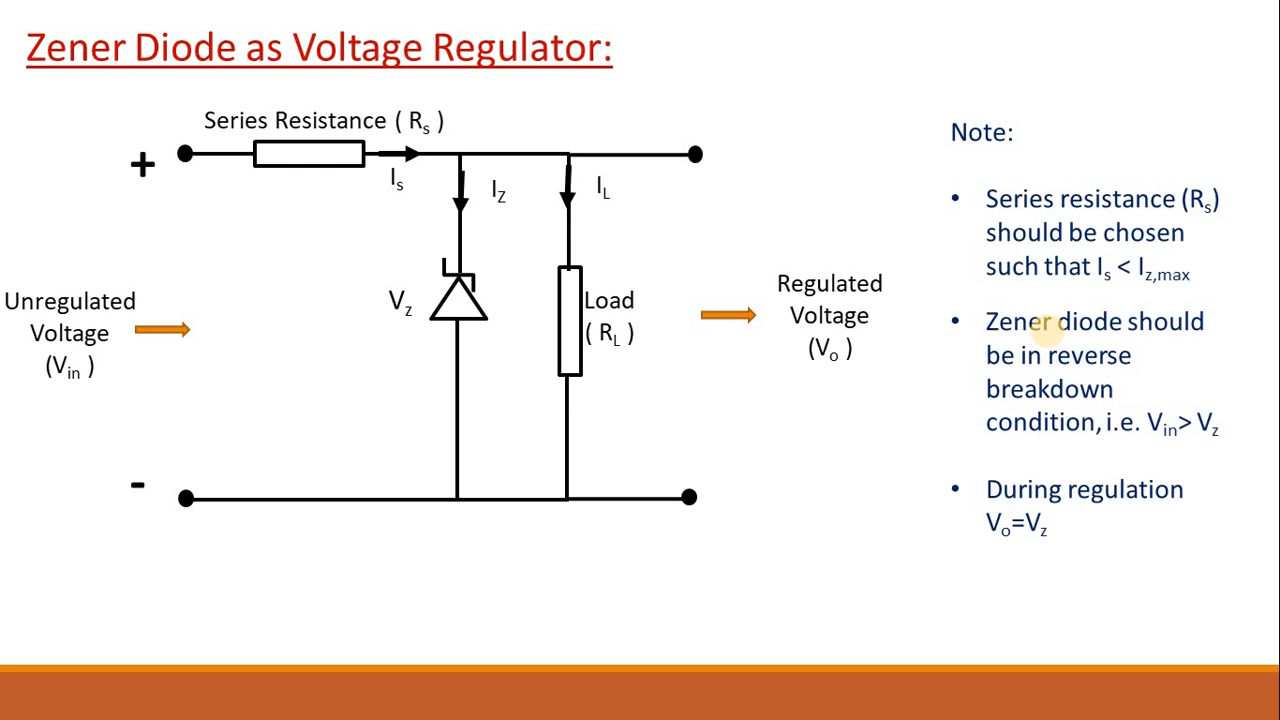 Zener Diode as Voltage Regulator:
Series Resistance ( Rs )
+
Is
IZ
IL
Note:
• Series resistance (Rs)
should be chosen
such that Is < Iz,max
Unregulated
Voltage
(Vin )
Vz
Load
( RL )
Regulated
Voltage
(Vo )
• Zener diode should
be in reverse
breakdown
condition, i.e. Vin> Vz
-
• During regulation
Vo=Vz